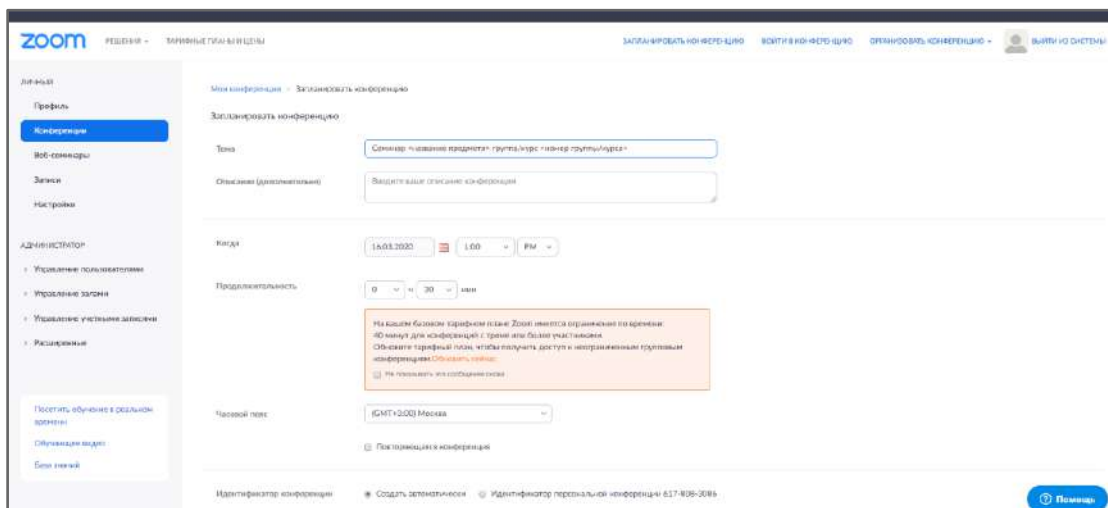 zoom
РЕШЕНИЯ
ТАРИФНЫЕ ПЛАНЫ И ЦЕНЫ
ЗАПЛАНИРОВАТЬ КОНФЕРЕНЦИЮ
ВОЙТИ В КОНФЕРЕНЦИЮ
ОРГАНИЗОВАТЬ КОНФЕРЕНЦИЮ
ВЫЙТИ ИЗ СИСТЕМЫ
ЛИЧНЫЙ
Профиль
Конференции
Веб-семинары
Записи
Настройки
АДМИНИСТРАТОР
Управление пользователями
Управление залами
Управление учетными записями
Расширенные
Посетить обучение в реальном
времени
Обучающее видео
База знаний
Мои конференции > Запланировать конференцию
Запланировать конференцию
Тема
Семинар <название предмета> группа/курс <номер группы/курса>
Описание (дополнительно)
Введите ваше описание конференции
Когда
16.03.2020
1:00
PM
Продолжительность
0 ч 30 мин
На вашем базовом тарифном плане Zoom имеется ограничение по времени:
40 минут для конференций с тремя или более участниками.
Обновите тарифный план, чтобы получить доступ к неограниченным групповым
конференциям. Обновить сейчас
Не показывать это сообщение снова
Часовой пояс
(GMT+3:00) Москва
Повторяющаяся конференция
Идентификатор конференции
Создать автоматически
Идентификатор персональной конференции 617-808-3086
Помощь